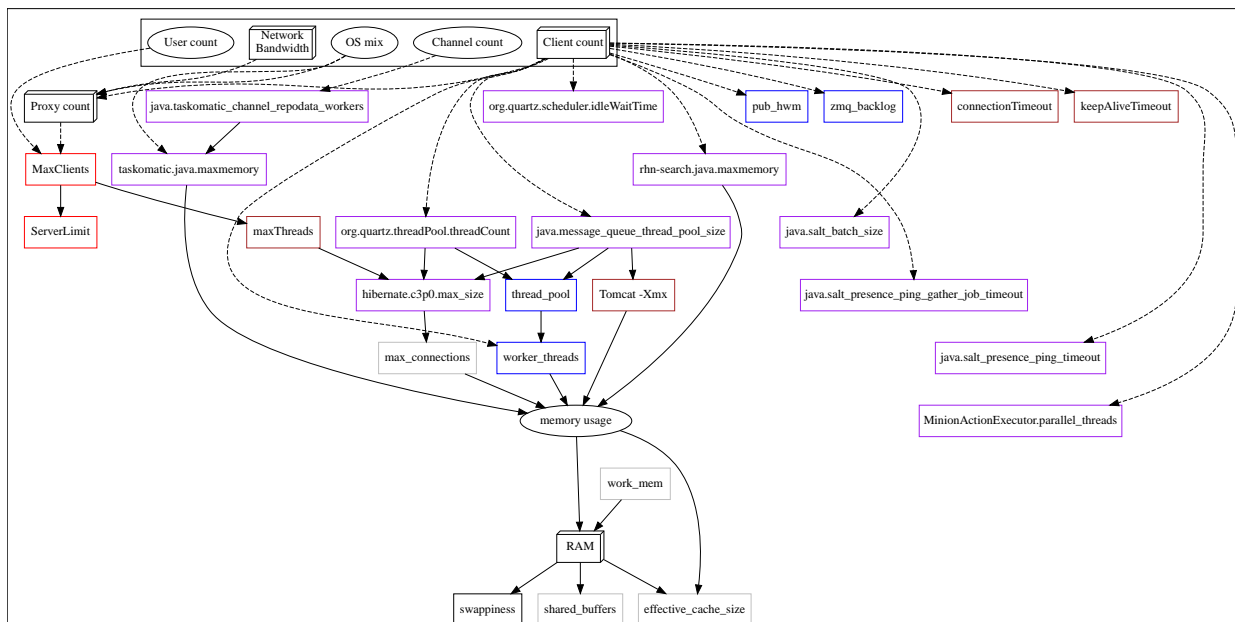 User count
Network
Bandwidth
OS mix
Channel count
Client count
Proxy count
java.taskomatic_channel_repodata_workers
org.quartz.scheduler.idleWaitTime
pub_hwm
zmq_backlog
connectionTimeout
keepAliveTimeout
MaxClients
taskomatic.java.maxmemory
rhn-search.java.maxmemory
ServerLimit
maxThreads
org.quartz.threadPool.threadCount
java.message_queue_thread_pool_size
java.salt_batch_size
hibernate.c3p0.max_size
thread_pool
Tomcat -Xmx
java.salt_presence_ping_gather_job_timeout
max_connections
worker_threads
java.salt_presence_ping_timeout
memory usage
MinionActionExecutor.parallel_threads
work_mem
RAM
swappiness
shared_buffers
effective_cache_size